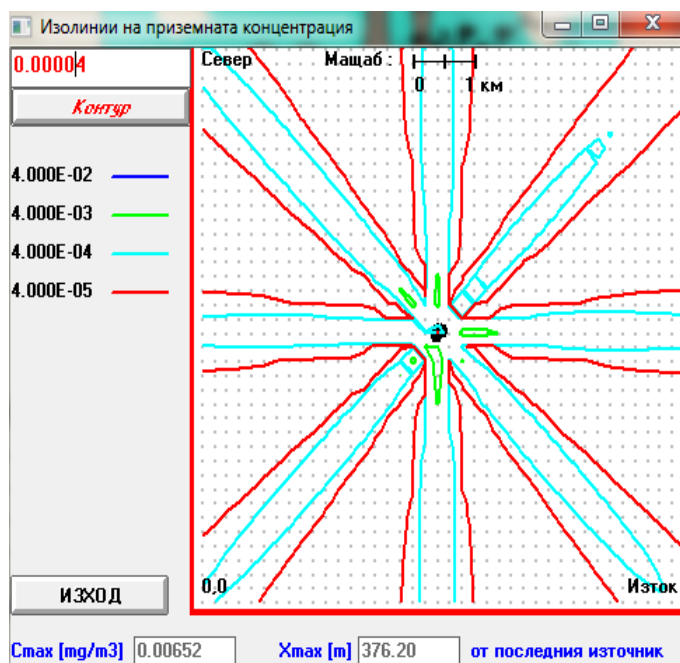 Изолинии на приземната концентрация
0.00004
Контур
4.000E-02
4.000E-03
4.000E-04
4.000E-05
Север
Мащаб :
0 1 км
0,0
Изток
ИЗХОД
Cmax [mg/m3] 0.00652 Xmax [m] 376.20 от последния източник